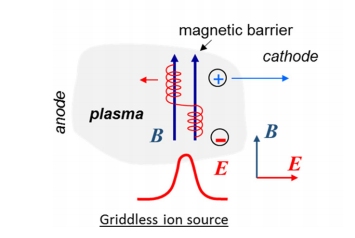 magnetic barrier
cathode
+
anode
plasma
B
−
B
E
E
Griddless ion source